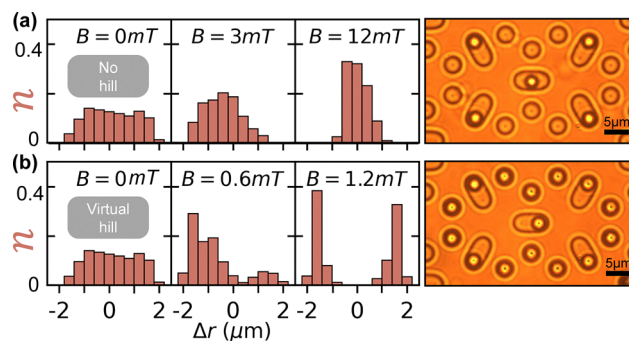 (a)
B = 0mT
B = 3mT
B = 12mT
0.4
No
hill
n
0
5μm
(b)
B = 0mT
B = 0.6mT
B = 1.2mT
0.4
Virtual
hill
n
0
5μm
-2 0 2
-2 0 2
-2 0 2
Δr (μm)